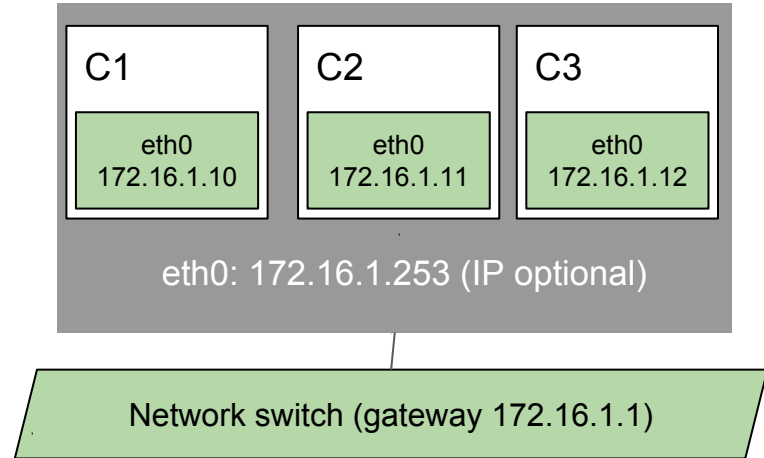 C1
eth0
172.16.1.10
C2
eth0
172.16.1.11
C3
eth0
172.16.1.12
eth0: 172.16.1.253 (IP optional)
Network switch (gateway 172.16.1.1)